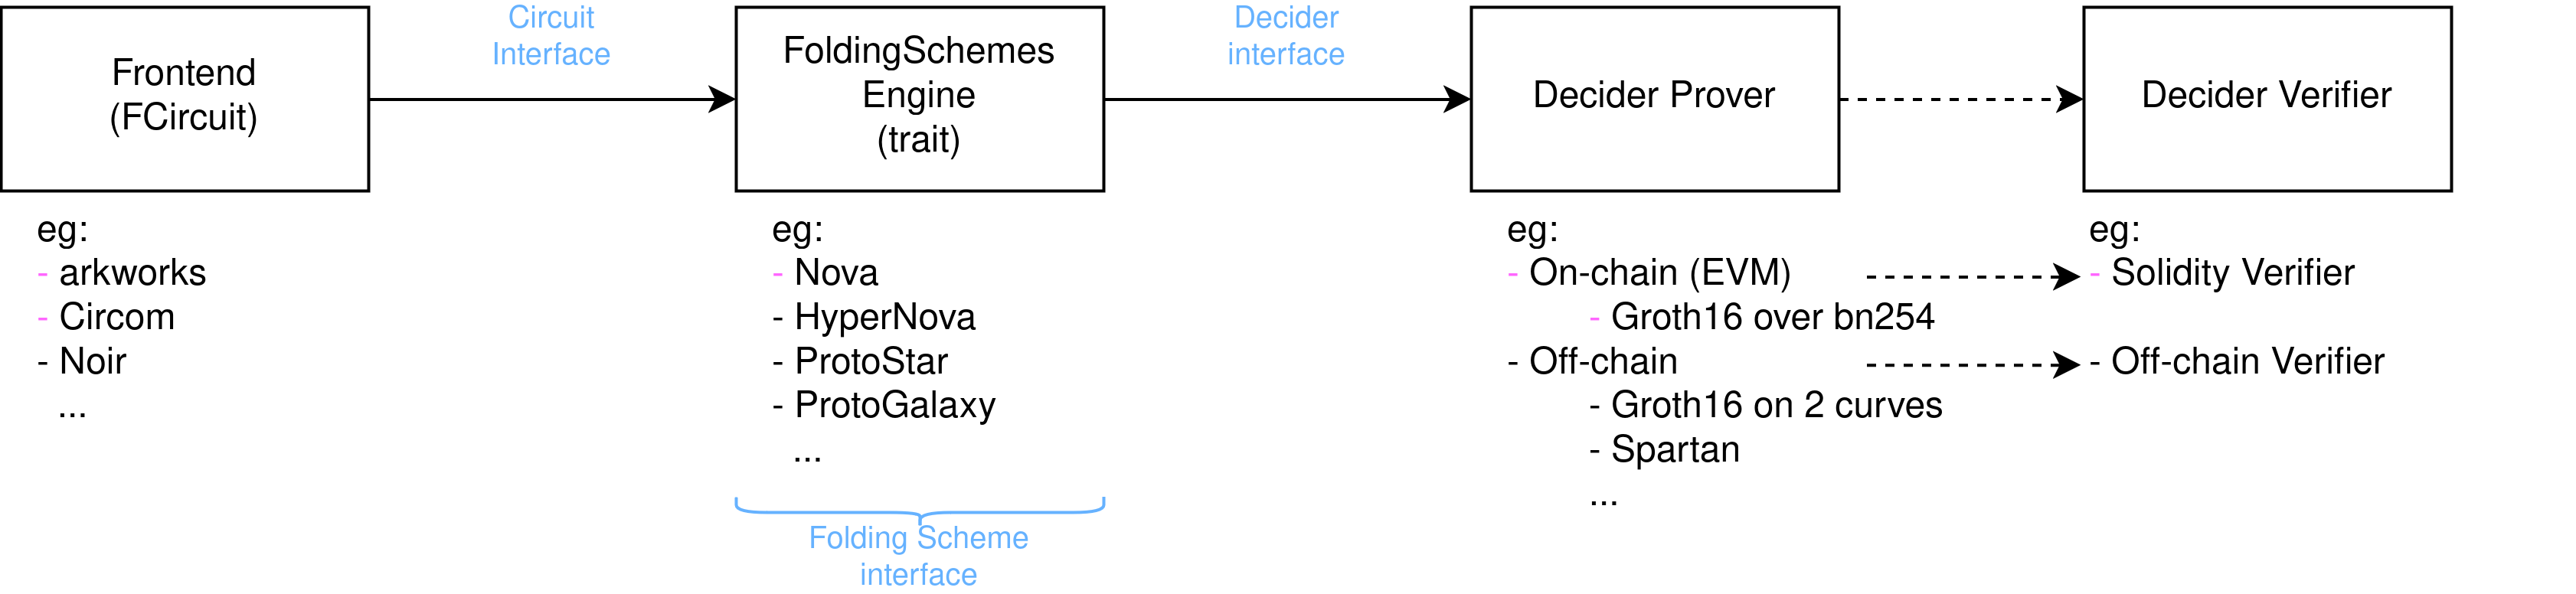 Frontend
(FCircuit)
Circuit
Interface
FoldingSchemes
Engine
(trait)
Decider
interface
Decider Prover
Decider Verifier
eg:
- arkworks
- Circom
- Noir
...
eg:
- Nova
- HyperNova
- ProtoStar
- ProtoGalaxy
...
Folding Scheme
interface
eg:
- On-chain (EVM)
- Groth16 over bn254
- Off-chain
- Groth16 on 2 curves
- Spartan
...
eg:
- Solidity Verifier
- Off-chain Verifier